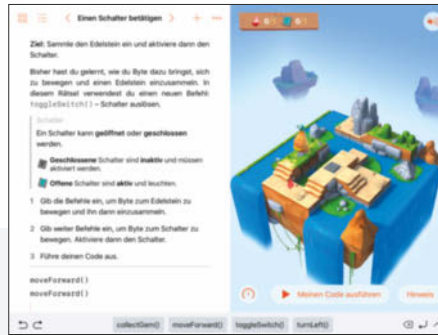 Einen Schalter betätigen
0/1 0/1
Ziel: Sammle den Edelstein ein und aktiviere dann den
Schalter.
Bisher hast du gelernt, wie du Byte dazu bringst, sich
zu bewegen und einen Edelstein einzusammeln. In
diesem Rätsel verwendest du einen neuen Befehl:
toggleSwitch() – Schalter auslösen.
Schalter
Ein Schalter kann geöffnet oder geschlossen
werden.
Geschlossene Schalter sind inaktiv und müssen
aktiviert werden.
Offene Schalter sind aktiv und leuchten.
1 Gib die Befehle ein, um Byte zum Edelstein zu
bewegen und ihn dann einzusammeln.
2 Gib weiter Befehle ein, um Byte zum Schalter zu
bewegen. Aktiviere dann den Schalter.
3 Führe deinen Code aus.
moveForward()
moveForward()
Meinen Code ausführen
Hinweis
collectGem() moveForward() toggleSwitch() turnLeft()